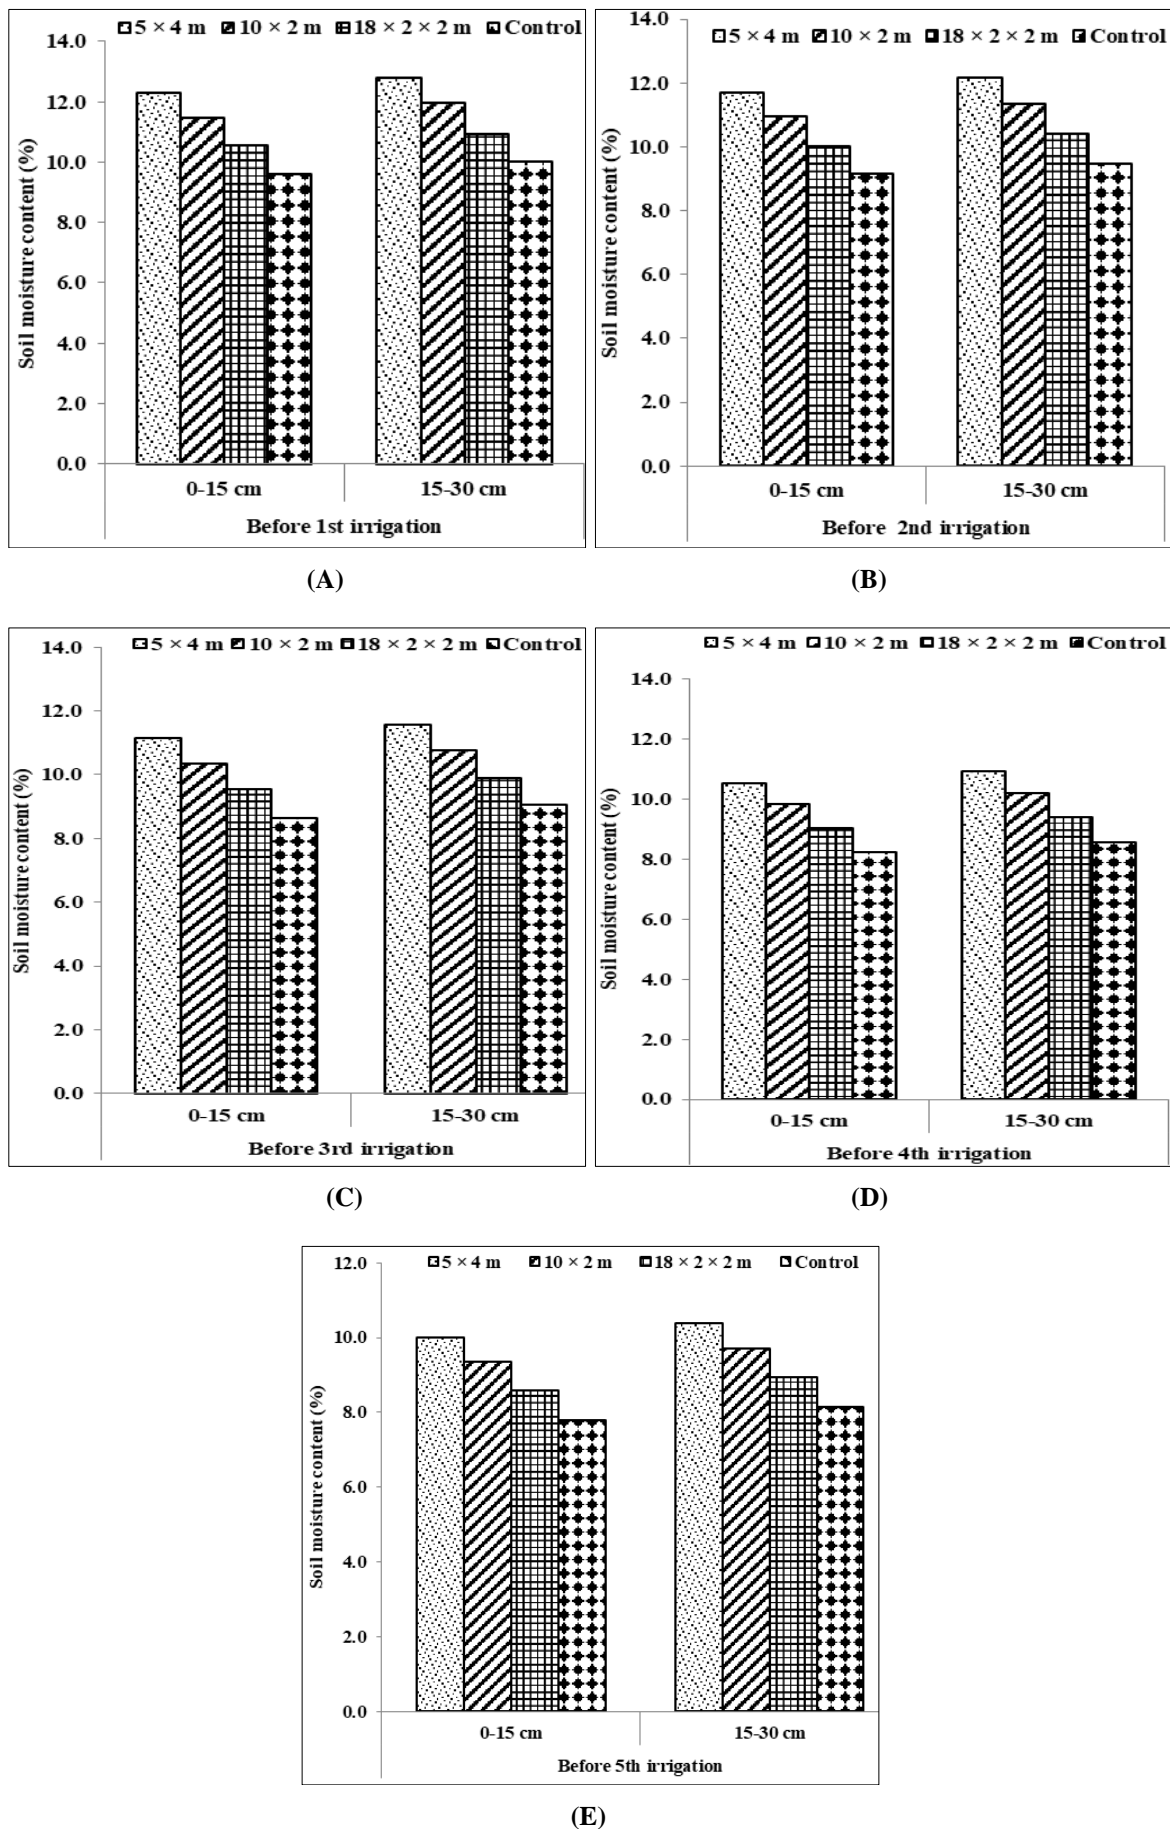 5 × 4 m 10 × 2 m 18 × 2 × 2 m Control
14.0
12.0
10.0
8.0
6.0
4.0
2.0
0.0
Soil moisture content (%)
0-15 cm 15-30 cm
Before 1st irrigation
(A)
14.0
5 × 4 m 10 × 2 m 18 × 2 × 2 m Control
12.0
10.0
8.0
6.0
4.0
2.0
0.0
Soil moisture content (%)
0-15 cm 15-30 cm
Before 2nd irrigation
(B)
5 × 4 m 10 × 2 m 18 × 2 × 2 m Control
14.0
12.0
10.0
8.0
6.0
4.0
2.0
0.0
Soil moisture content (%)
0-15 cm 15-30 cm
Before 3rd irrigation
(C)
5 × 4 m 10 × 2 m 18 × 2 × 2 m Control
14.0
12.0
10.0
8.0
6.0
4.0
2.0
0.0
Soil moisture content (%)
0-15 cm 15-30 cm
Before 4th irrigation
(D)
5 × 4 m 10 × 2 m 18 × 2 × 2 m Control
12.0
10.0
8.0
6.0
4.0
2.0
0.0
Soil moisture content (%)
0-15 cm 15-30 cm
Before 5th irrigation
(E)